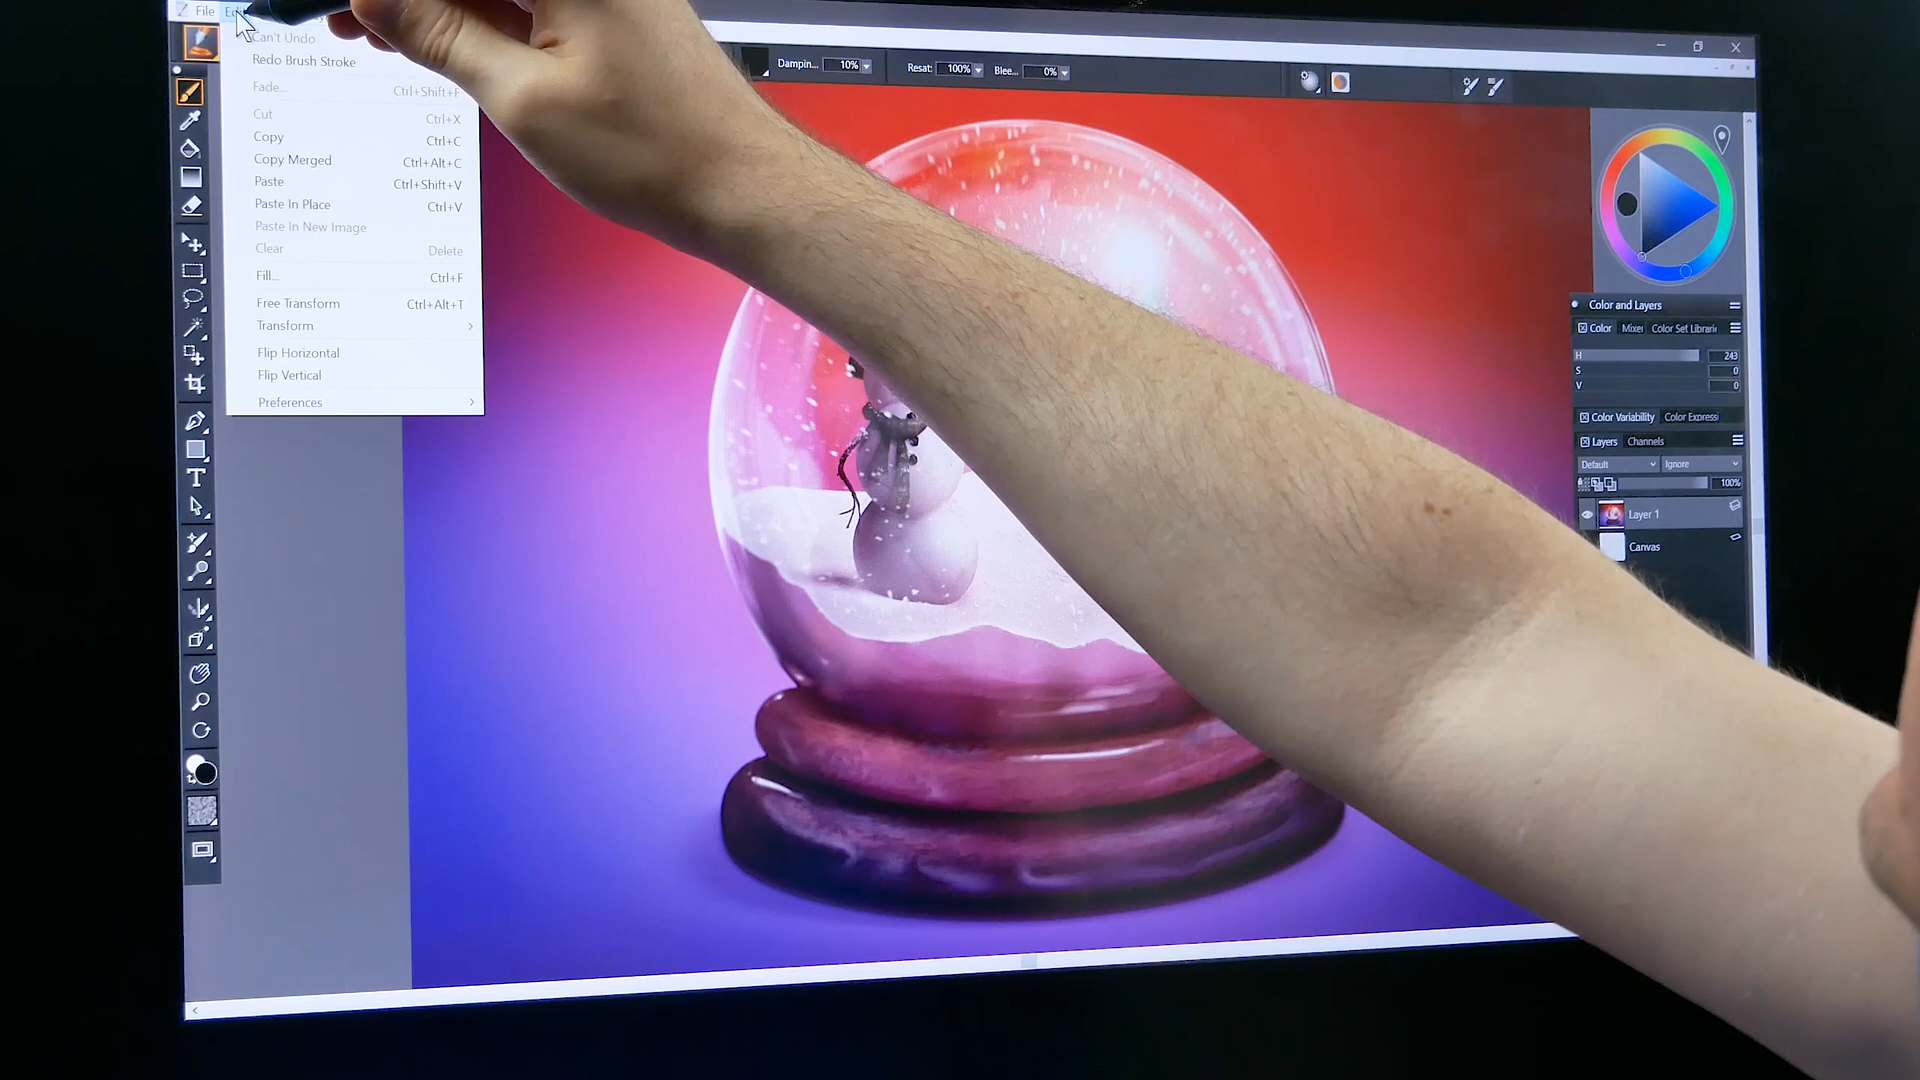 File
Can't Undo
Redo Brush Stroke
Fade... Ctrl+Shift+F
Cut Ctrl+X
Copy Ctrl+C
Copy Merged Ctrl+Alt+C
Paste Ctrl+Shift+V
Paste In Place Ctrl+V
Paste In New Image
Clear Delete
Fill... Ctrl+F
Free Transform Ctrl+Alt+T
Transform
Flip Horizontal
Flip Vertical
Preferences
Dampin... 10% Resat: 100% Blee... 0%
Color and Layers
Color Mixer Color Set Librari
H 243
S 0
V 0
Color Variability Color Express
Layers Channels
Default Ignore
100%
Layer 1
Canvas